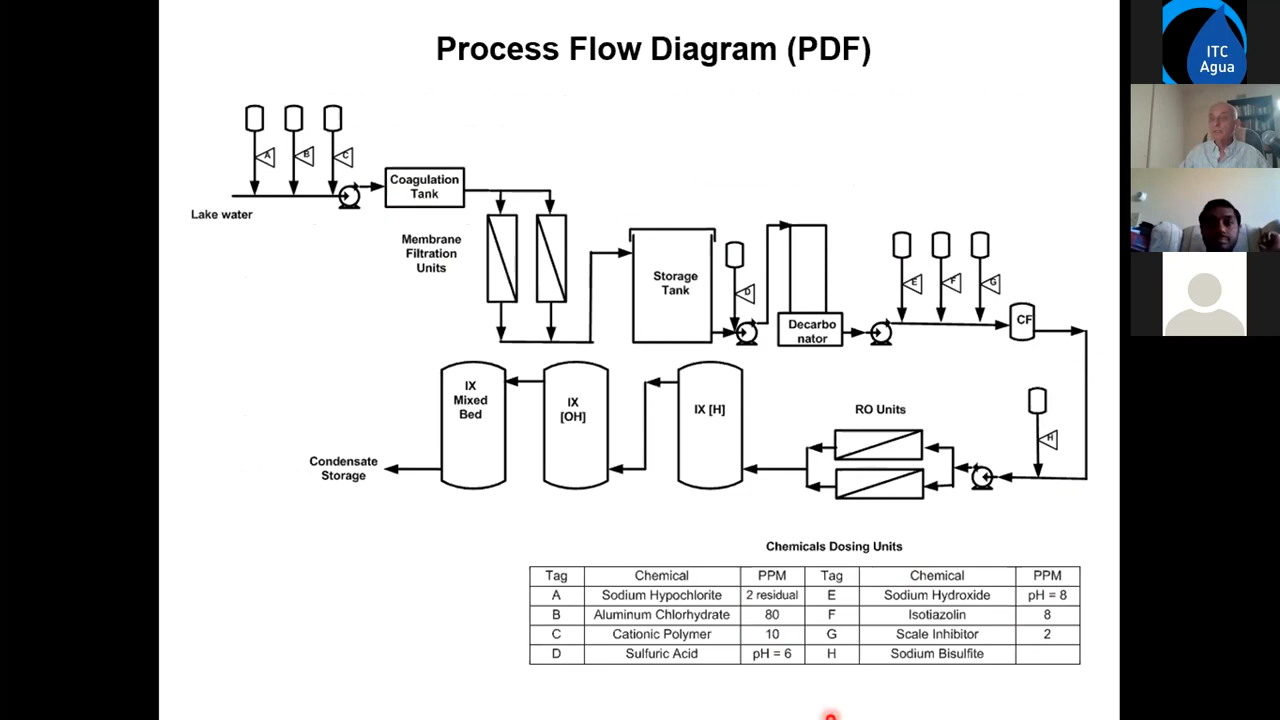 Process Flow Diagram (PDF)
ITC
Agua
A
B
C
Lake water
Coagulation
Tank
Membrane
Filtration
Units
Storage
Tank
D
Decarbo
nator
E
F
G
CF
IX
Mixed
Bed
IX
[OH]
IX [H]
RO Units
H
Condensate
Storage
Chemicals Dosing Units
Tag Chemical PPM Tag Chemical PPM
A Sodium Hypochlorite 2 residual E Sodium Hydroxide pH = 8
B Aluminum Chlorhydrate 80 F Isotiazolin 8
C Cationic Polymer 10 G Scale Inhibitor 2
D Sulfuric Acid pH = 6 H Sodium Bisulfite